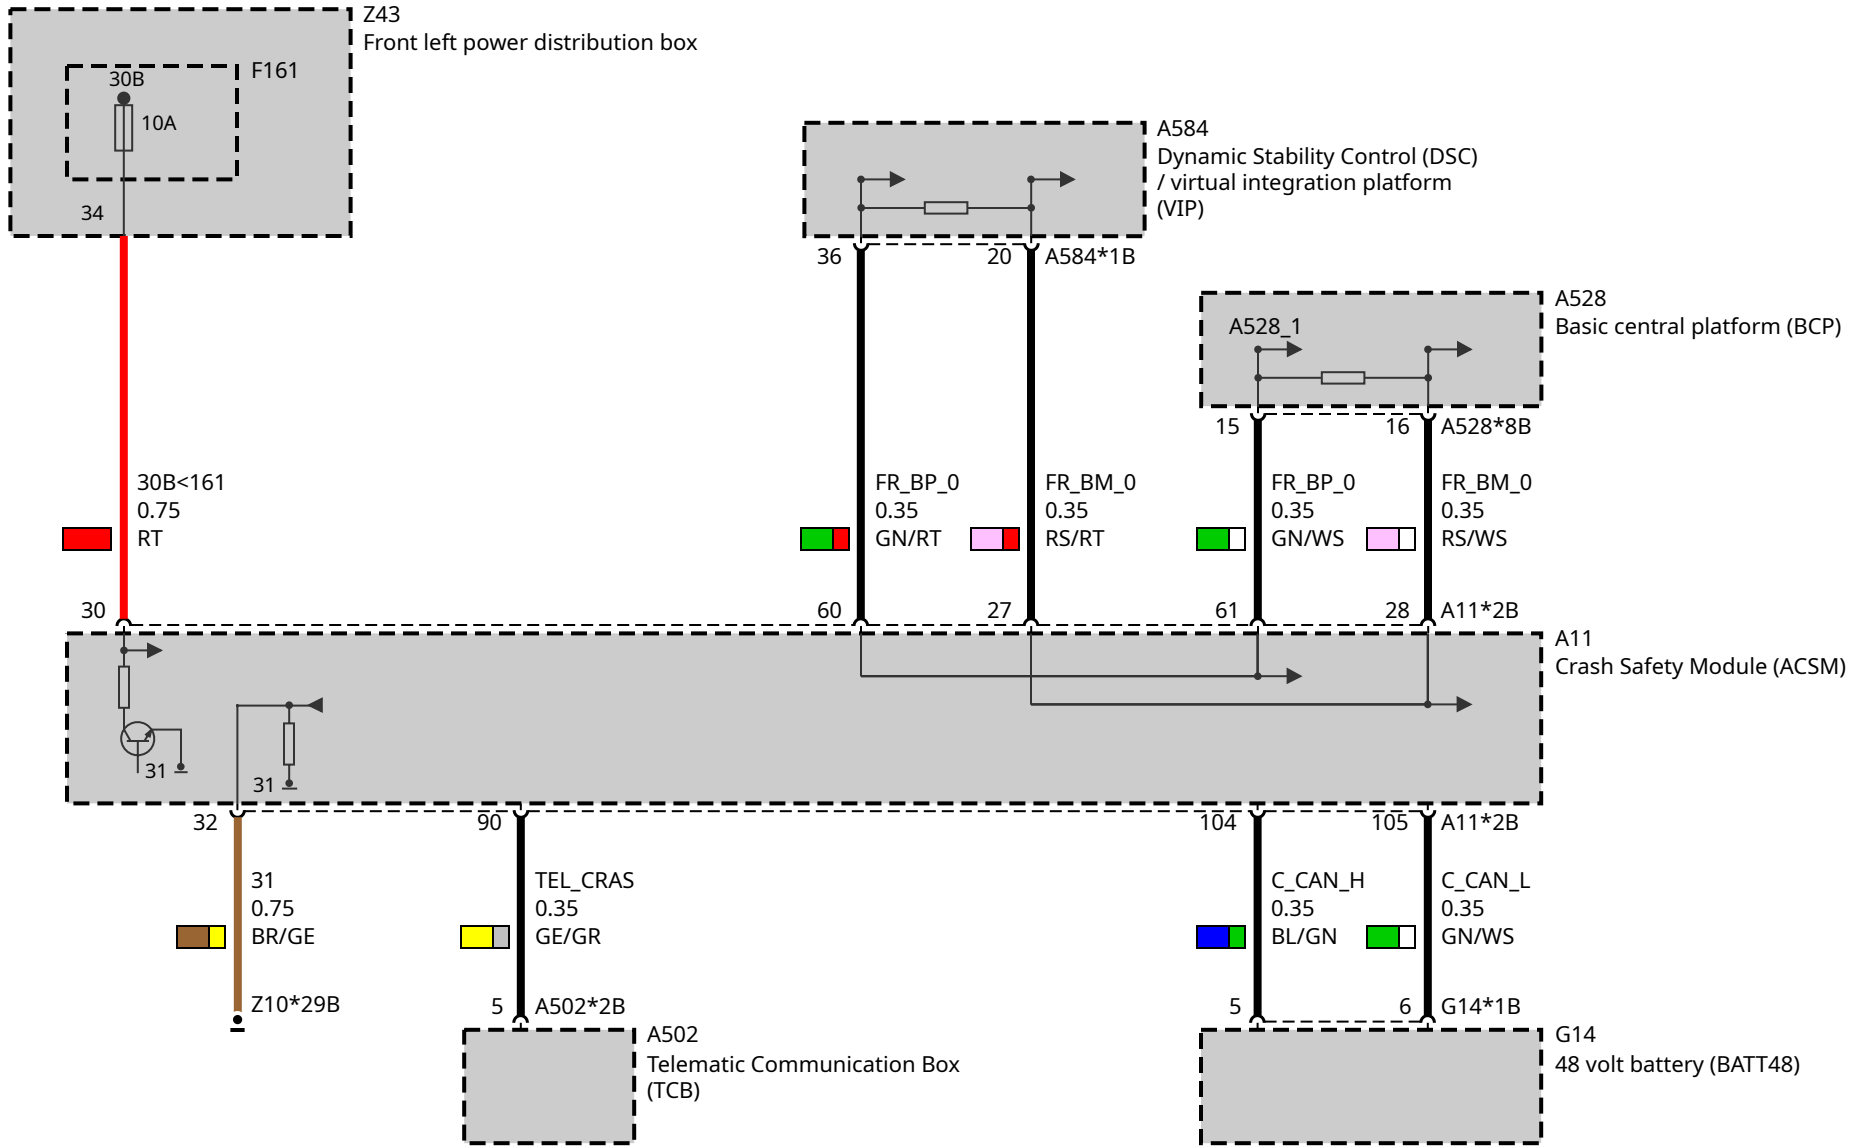 Z43
Front left power distribution box
F161
30B
10A
34
A584
Dynamic Stability Control (DSC)
/ virtual integration platform
(VIP)
36
20
A584*1B
A528
Basic central platform (BCP)
A528_1
15
16
A528*8B
30B<161
0.75
RT
FR_BP_0
0.35
GN/RT
FR_BM_0
0.35
RS/RT
FR_BP_0
0.35
GN/WS
FR_BM_0
0.35
RS/WS
30
60
27
61
28
A11*2B
A11
Crash Safety Module (ACSM)
31
31
32
90
104
105
A11*2B
31
0.75
BR/GE
TEL_CRAS
0.35
GE/GR
C_CAN_H
0.35
BL/GN
C_CAN_L
0.35
GN/WS
Z10*29B
5
A502*2B
5
6
G14*1B
A502
Telematic Communication Box
(TCB)
G14
48 volt battery (BATT48)